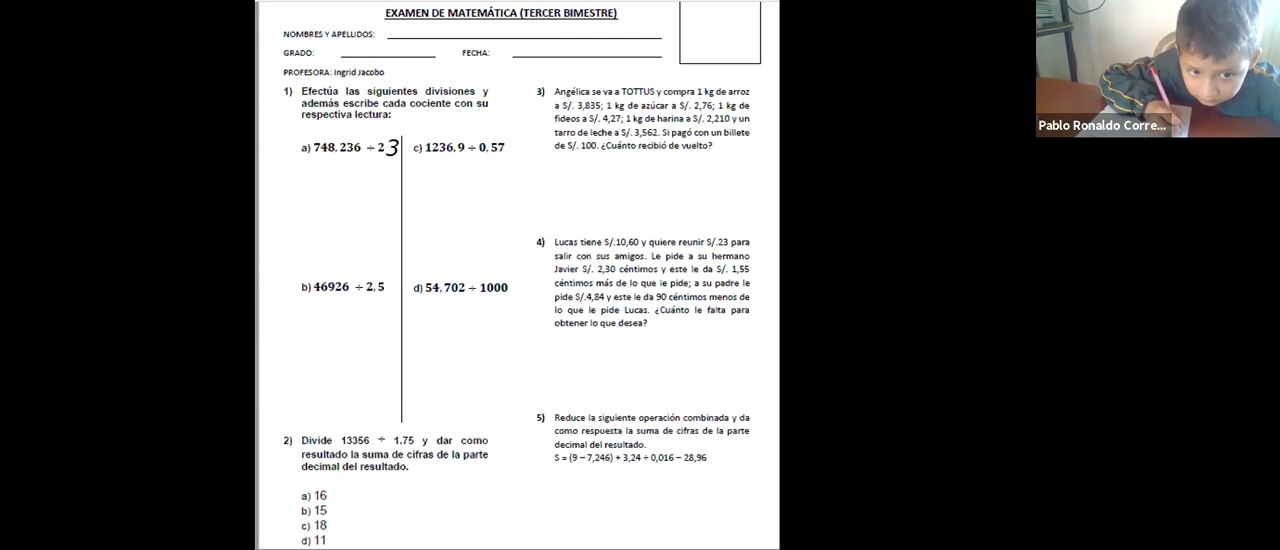 EXAMEN DE MATEMÁTICA (TERCER BIMESTRE)
NOMBRES Y APELLIDOS:
GRADO: FECHA:
PROFESORA: Ingrid Jacobo
1) Efectúa las siguientes divisiones y
además escribe cada cociente con su
respectiva lectura:
a) 748,236 ÷ 23
c) 1236,9 ÷ 0,57
b) 46926 ÷ 2,5
d) 54,702 ÷ 1000
2) Divide 13356 ÷ 1.75 y dar como
resultado la suma de cifras de la parte
decimal del resultado.
a) 16
b) 15
c) 18
d) 11
3) Angélica se va a TOTTUS y compra 1 kg de arroz
a S/. 3,835; 1 kg de azúcar a S/. 2,76; 1 kg de
fideos a S/. 4,27; 1 kg de harina a S/. 2,210 y un
tarro de leche a S/. 3,562. Si pagó con un billete
de S/. 100. ¿Cuánto recibió de vuelto?
4) Lucas tiene S/.10,60 y quiere reunir S/.23 para
salir con sus amigos. Le pide a su hermano
Javier S/. 2,30 céntimos y este le da S/. 1,55
céntimos más de lo que le pide; a su padre le
pide S/.4,84 y este le da 90 céntimos menos de
lo que le pide Lucas. ¿Cuánto le falta para
obtener lo que desea?
5) Reduce la siguiente operación combinada y da
como respuesta la suma de cifras de la parte
decimal del resultado.
S = (9 – 7,246) + 3,24 ÷ 0,016 – 28,96
Pablo Ronaldo Corre...